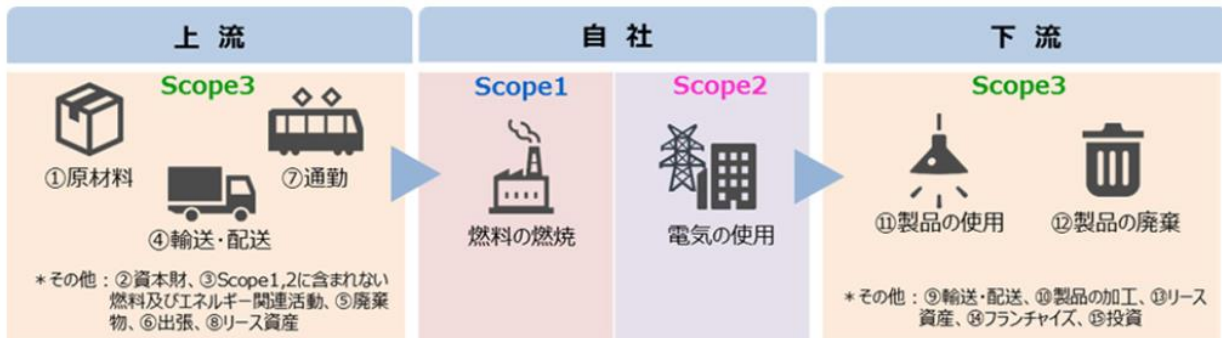 上 流
Scope3
①原材料
⑦通勤
④輸送・配送
＊その他：②資本財、③Scope1,2に含まれない
燃料及びエネルギー関連活動、⑤廃棄
物、⑥出張、⑧リース資産
自 社
Scope1
燃料の燃焼
Scope2
電気の使用
下 流
Scope3
⑪製品の使用
⑫製品の廃棄
＊その他：⑨輸送・配送、⑩製品の加工、⑬リース
資産、⑭フランチャイズ、⑮投資